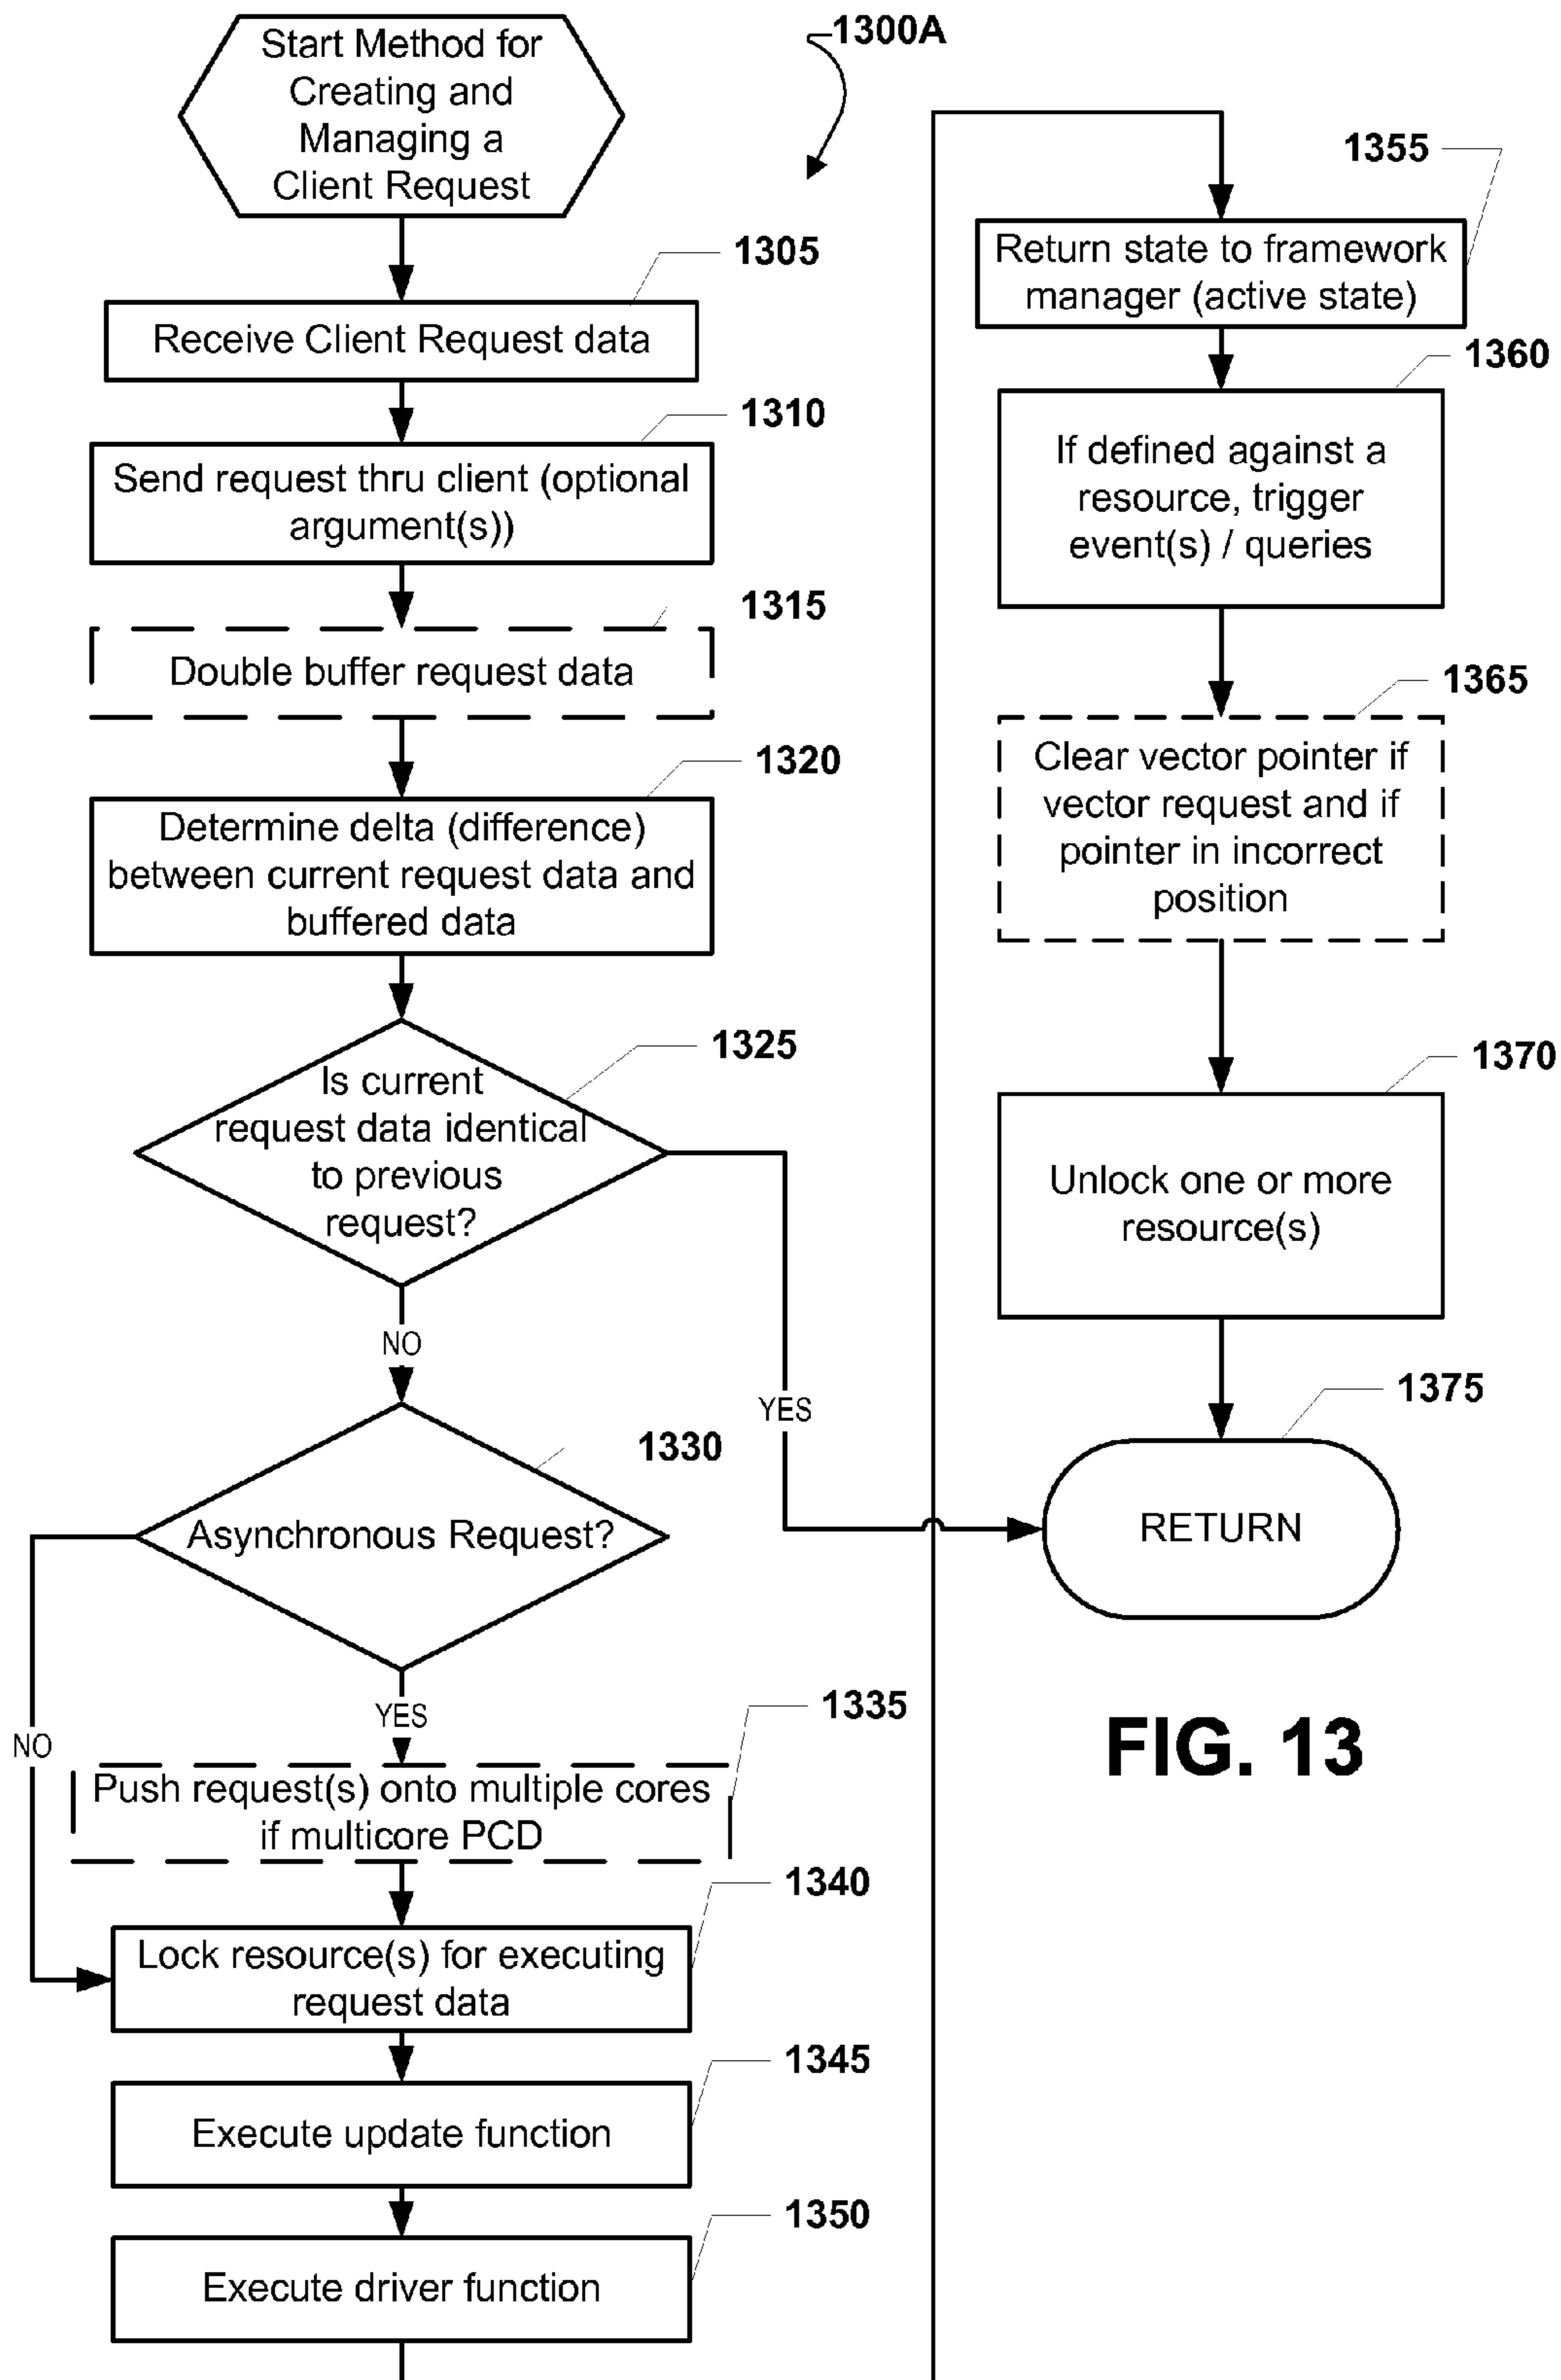 Start Method for
Creating and
Managing a
Client Request
1300A
1305
Receive Client Request data
1310
Send request thru client (optional
argument(s))
1315
Double buffer request data
1320
Determine delta (difference)
between current request data and
buffered data
1325
Is current
request data identical
to previous
request?
NO
YES
1330
Asynchronous Request?
NO
YES
1335
Push request(s) onto multiple cores
if multicore PCD
1340
Lock resource(s) for executing
request data
1345
Execute update function
1350
Execute driver function
1355
Return state to framework
manager (active state)
1360
If defined against a
resource, trigger
event(s) / queries
1365
Clear vector pointer if
vector request and if
pointer in incorrect
position
1370
Unlock one or more
resource(s)
1375
RETURN
FIG. 13